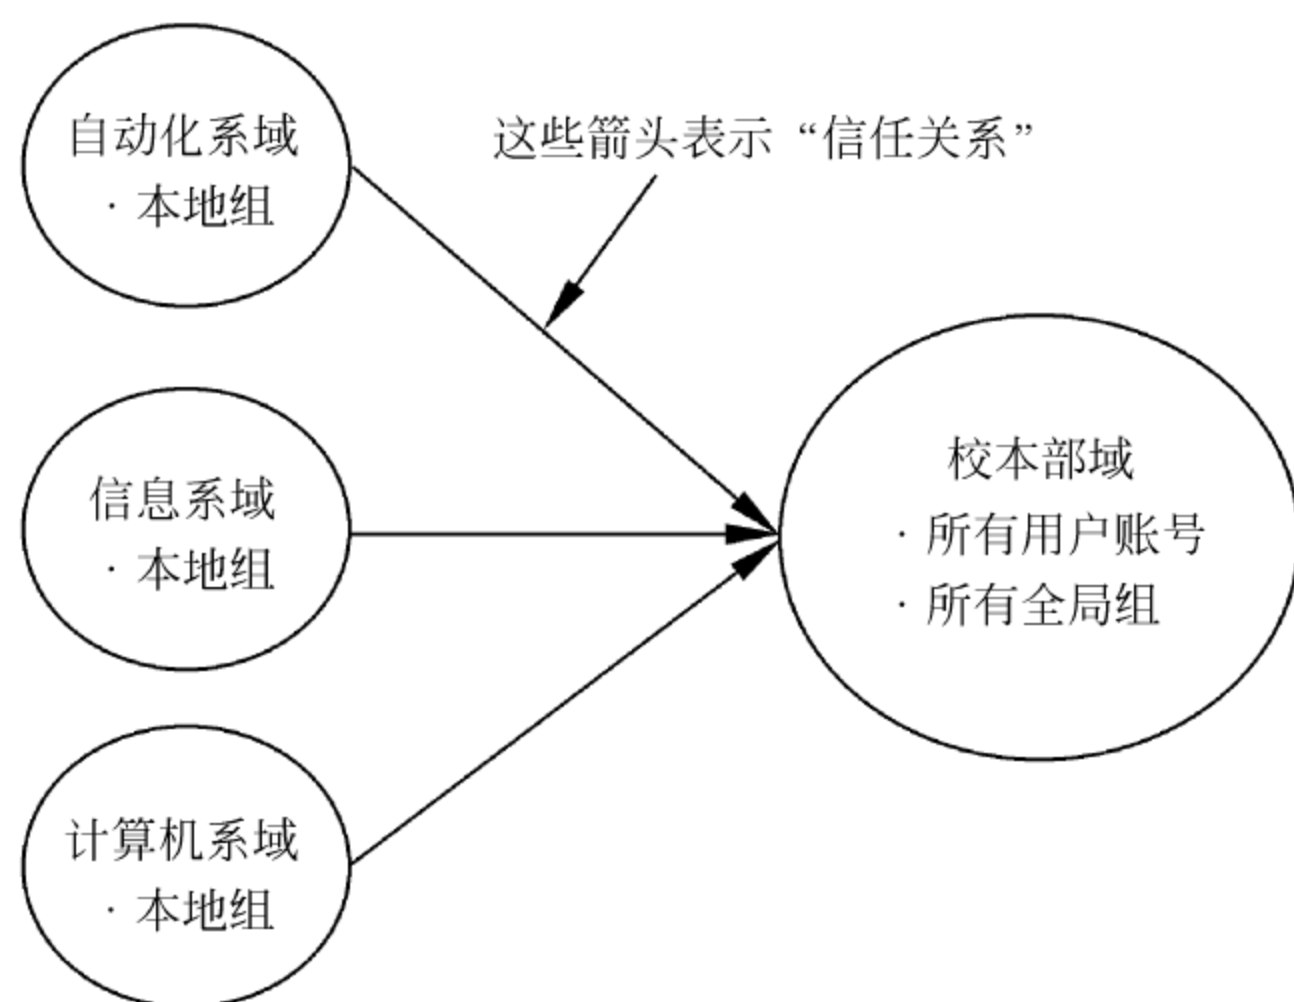 自动化系域
· 本地组
这些箭头表示“信任关系”
信息系域
· 本地组
校本部域
· 所有用户账号
· 所有全局组
计算机系域
· 本地组